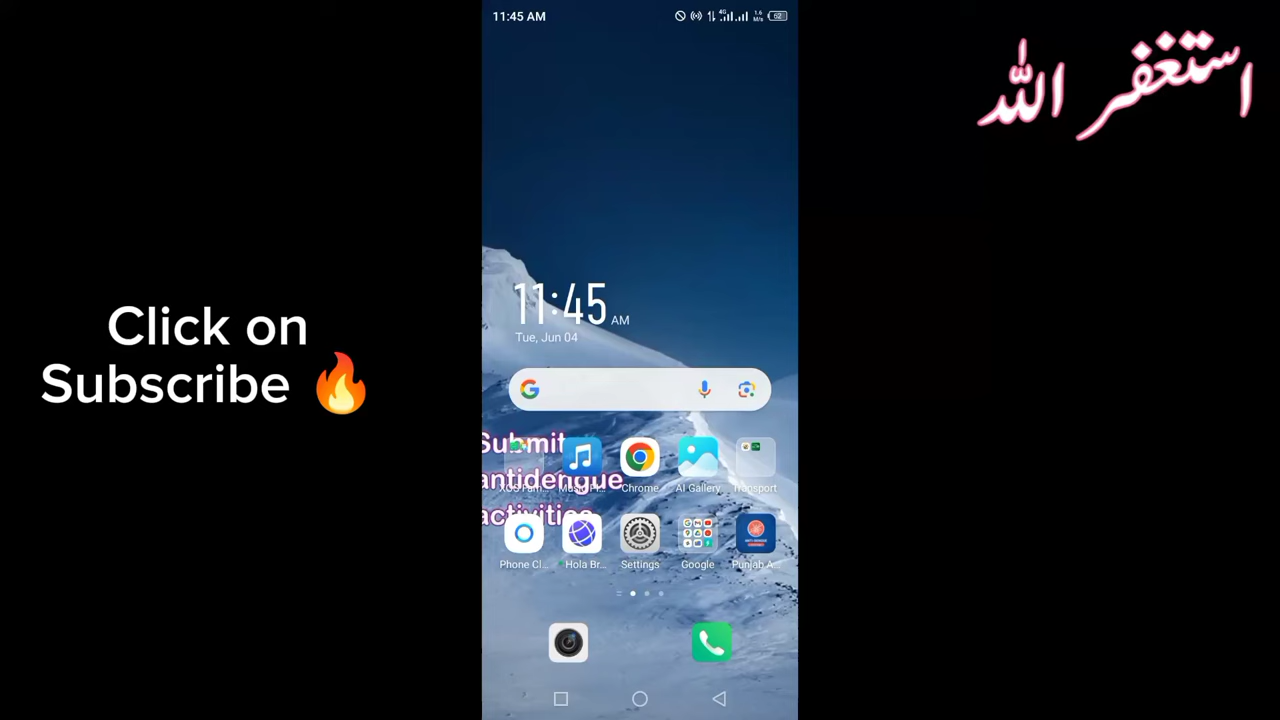 11:45 AM
استغفر الله
11:45 AM
Tue, Jun 04
Click on
Subscribe 🔥
Submit
antidengue
activities
Chrome
AI Gallery
Transport
Phone Cl...
Hola Br...
Settings
Google
Punjab A...